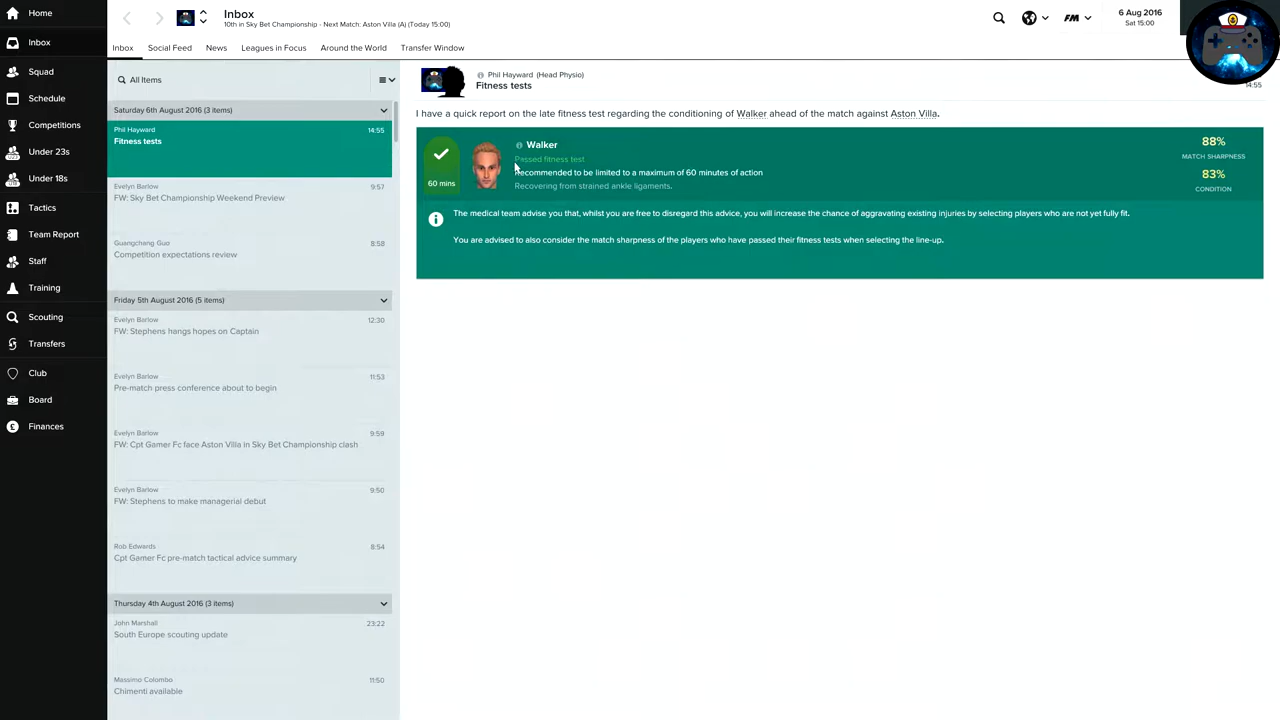 Home
Inbox
Squad
Schedule
Competitions
Under 23s
Under 18s
Tactics
Team Report
Staff
Training
Scouting
Transfers
Club
Board
Finances
Inbox
10th in Sky Bet Championship - Next Match: Aston Villa (A) (Today 15:00)
FM
6 Aug 2016
Sat 15:00
Inbox Social Feed News Leagues in Focus Around the World Transfer Window
All Items
Saturday 6th August 2016 (3 items)
Phil Hayward 14:55
Fitness tests
Evelyn Barlow 9:57
FW: Sky Bet Championship Weekend Preview
Guangchang Guo 8:58
Competition expectations review
Friday 5th August 2016 (5 items)
Evelyn Barlow 12:30
FW: Stephens hangs hopes on Captain
Evelyn Barlow 11:53
Pre-match press conference about to begin
Evelyn Barlow 9:59
FW: Cpt Gamer Fc face Aston Villa in Sky Bet Championship clash
Evelyn Barlow 9:50
FW: Stephens to make managerial debut
Rob Edwards 8:54
Cpt Gamer Fc pre-match tactical advice summary
Thursday 4th August 2016 (3 items)
John Marshall 23:22
South Europe scouting update
Massimo Colombo 11:50
Chimenti available
Phil Hayward (Head Physio)
Fitness tests
14:55
I have a quick report on the late fitness test regarding the conditioning of Walker ahead of the match against Aston Villa.
60 mins
Walker
Passed fitness test
Recommended to be limited to a maximum of 60 minutes of action
Recovering from strained ankle ligaments.
88%
MATCH SHARPNESS
83%
CONDITION
The medical team advise you that, whilst you are free to disregard this advice, you will increase the chance of aggravating existing injuries by selecting players who are not yet fully fit.
You are advised to also consider the match sharpness of the players who have passed their fitness tests when selecting the line-up.